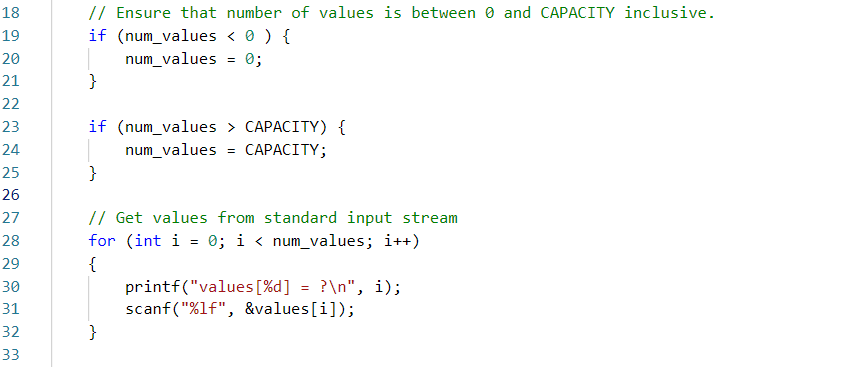 18 // Ensure that number of values is between 0 and CAPACITY inclusive.
19 if (num_values < 0 ) {
20 num_values = 0;
21 }
22
23 if (num_values > CAPACITY) {
24 num_values = CAPACITY;
25 }
26
27 // Get values from standard input stream
28 for (int i = 0; i < num_values; i++)
29 {
30 printf("values[%d] = ?\n", i);
31 scanf("%lf", &values[i]);
32 }
33